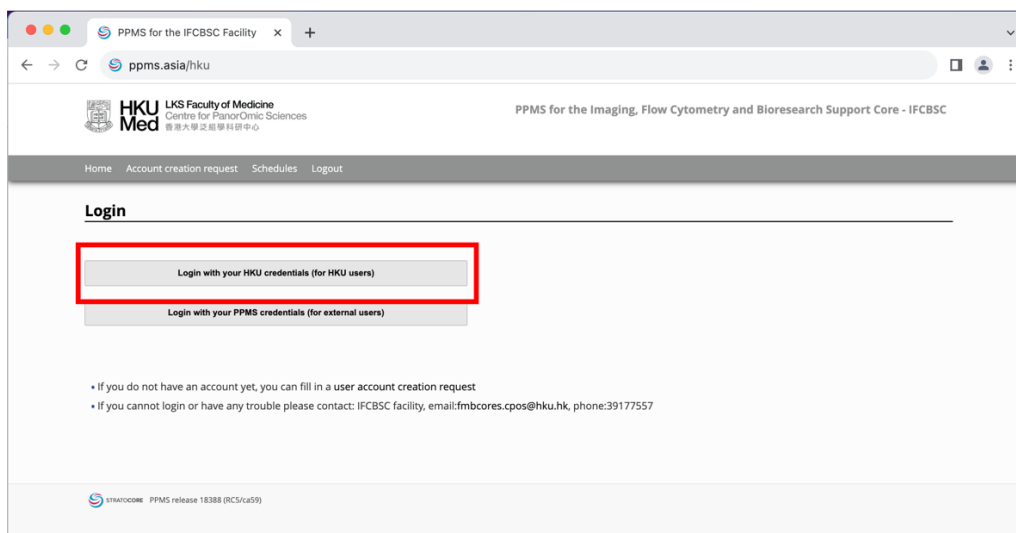 PPMS for the IFCBSC Facility
ppms.asia/hku
HKU Med
LKS Faculty of Medicine
Centre for PanorOmic Sciences
香港大學泛組學科研中心
PPMS for the Imaging, Flow Cytometry and Bioresearch Support Core - IFCBSC
Home Account creation request Schedules Logout
Login
Login with your HKU credentials (for HKU users)
Login with your PPMS credentials (for external users)
• If you do not have an account yet, you can fill in a user account creation request
• If you cannot login or have any trouble please contact: IFCBSC facility, email:fmbcores.cpos@hku.hk, phone:39177557
STRATOCORE PPMS release 18388 (RC5/ca59)